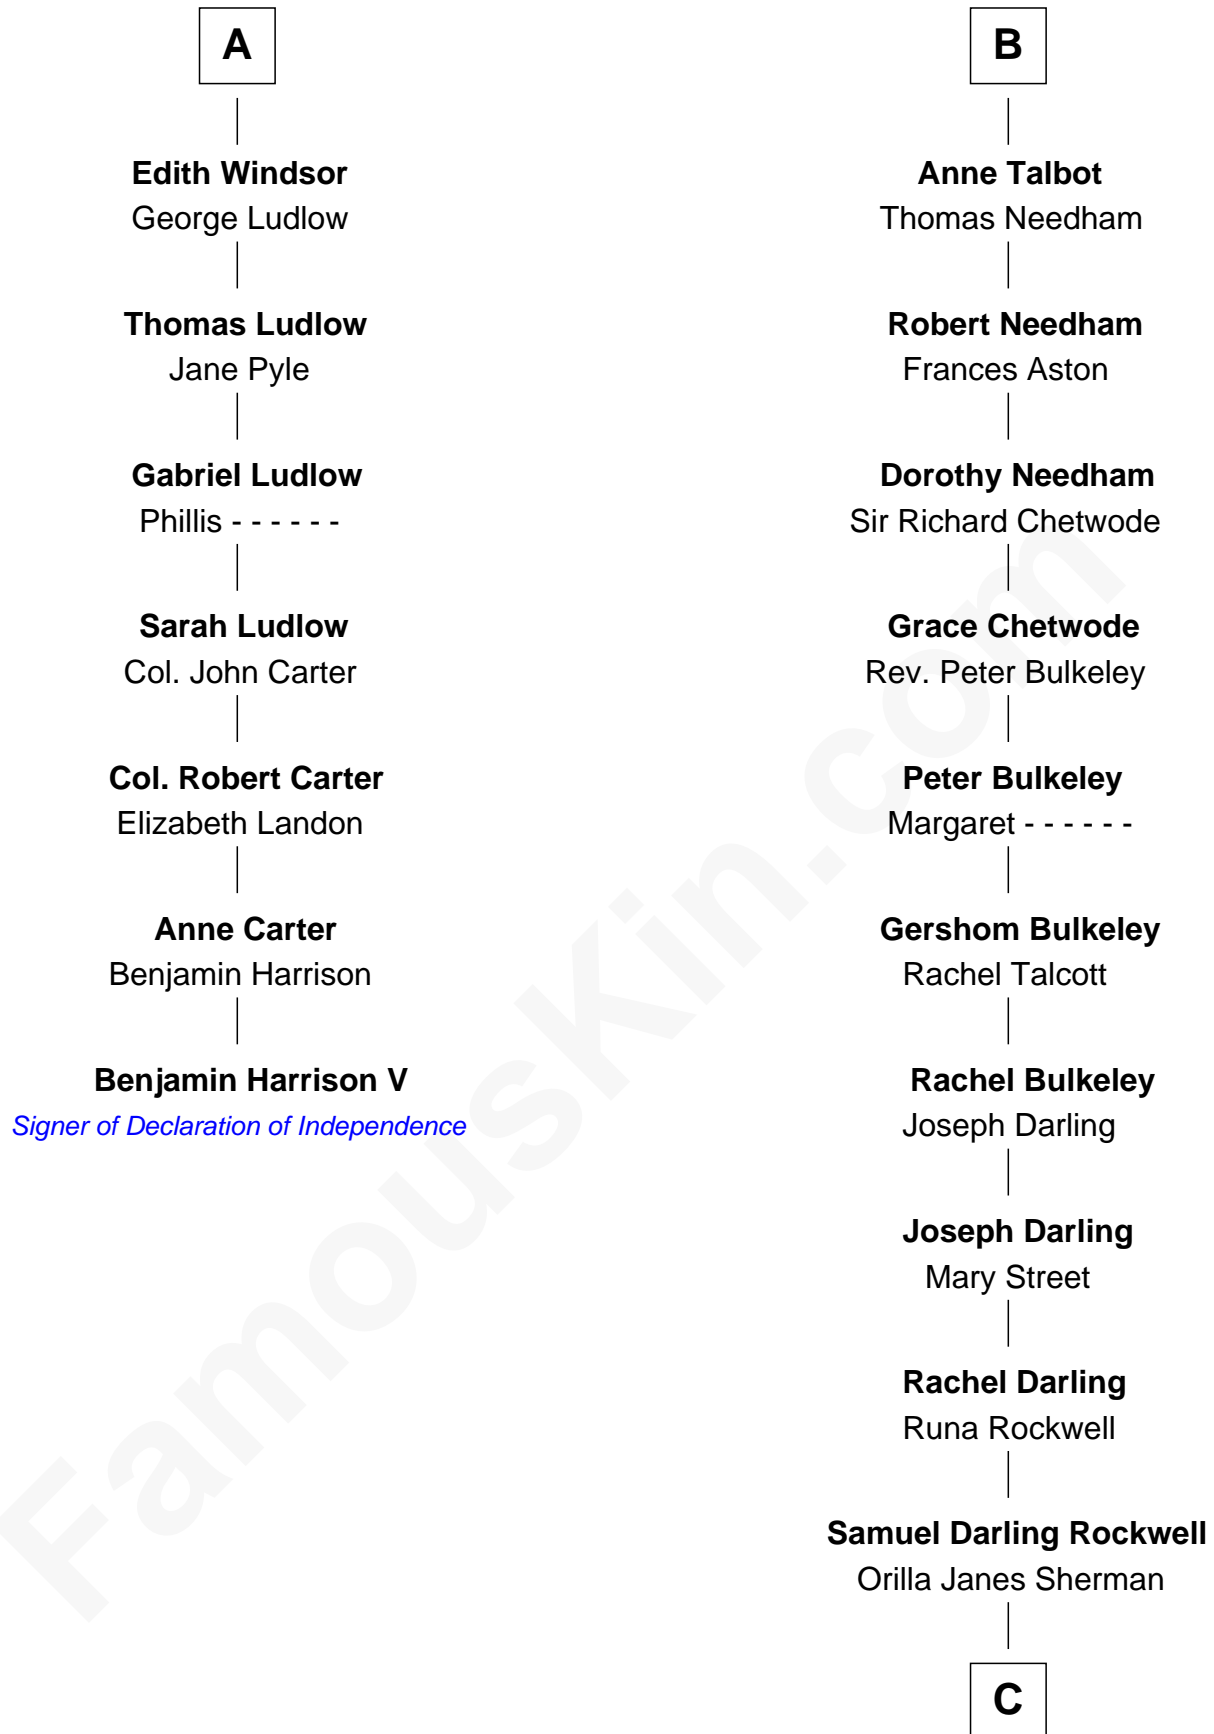 A
Edith Windsor
George Ludlow
Thomas Ludlow
Jane Pyle
Gabriel Ludlow
Phillis - - - - - -
Sarah Ludlow
Col. John Carter
Col. Robert Carter
Elizabeth Landon
Anne Carter
Benjamin Harrison
Benjamin Harrison V
Signer of Declaration of Independence
B
Anne Talbot
Thomas Needham
Robert Needham
Frances Aston
Dorothy Needham
Sir Richard Chetwode
Grace Chetwode
Rev. Peter Bulkeley
Peter Bulkeley
Margaret - - - - - -
Gershom Bulkeley
Rachel Talcott
Rachel Bulkeley
Joseph Darling
Joseph Darling
Mary Street
Rachel Darling
Runa Rockwell
Samuel Darling Rockwell
Orilla Janes Sherman
C
FamousKin.com